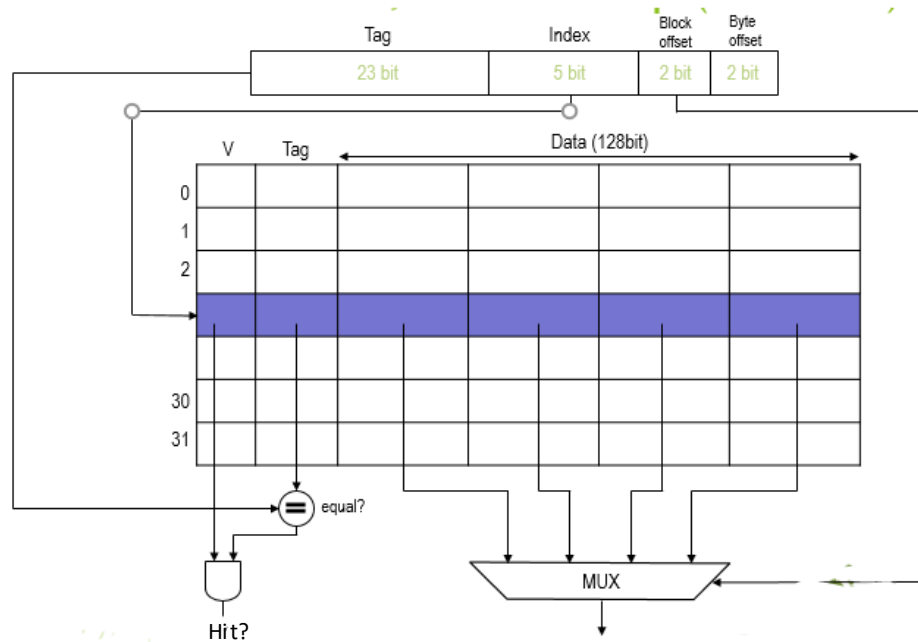 Tag Index Block offset Byte offset
23 bit 5 bit 2 bit 2 bit
V Tag Data (128bit)
0
1
2
30
31
= equal?
MUX
Hit?